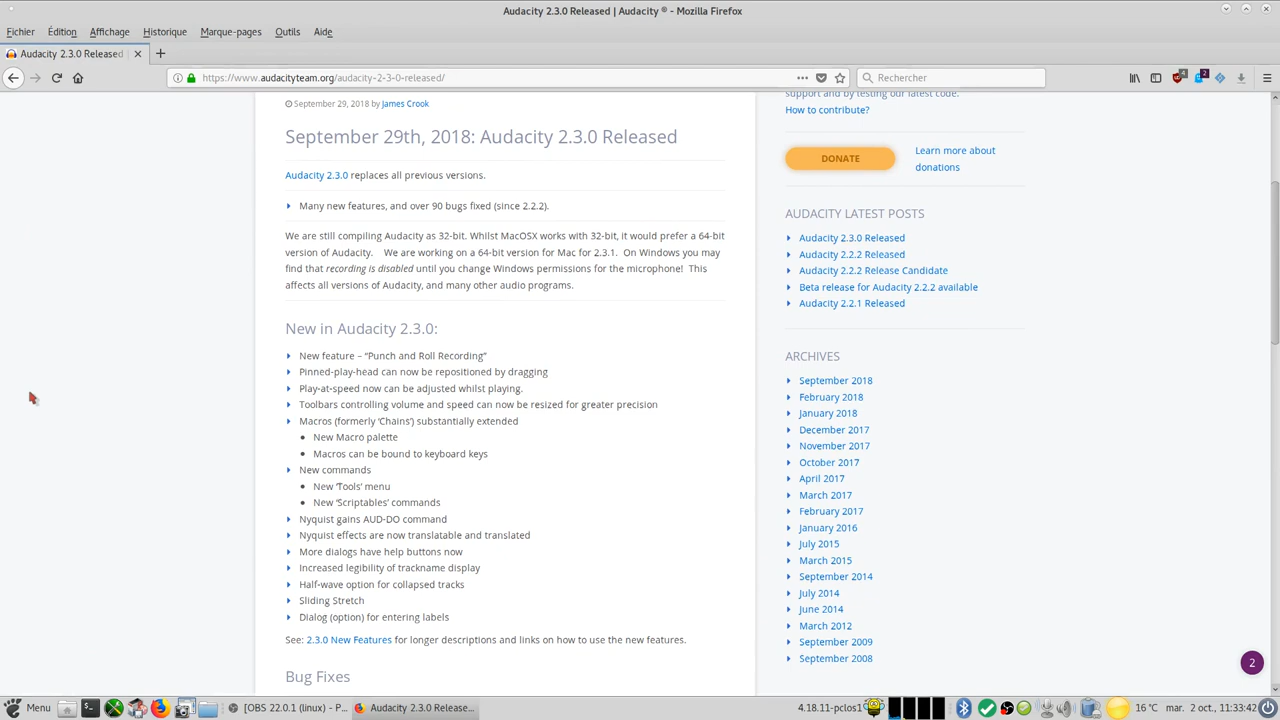 Audacity 2.3.0 Released | Audacity ® - Mozilla Firefox
Fichier Édition Affichage Historique Marque-pages Outils Aide
Audacity 2.3.0 Released
https://www.audacityteam.org/audacity-2-3-0-released/
Rechercher
4
2
September 29, 2018 by James Crook
September 29th, 2018: Audacity 2.3.0 Released
Audacity 2.3.0 replaces all previous versions.
Many new features, and over 90 bugs fixed (since 2.2.2).
We are still compiling Audacity as 32-bit. Whilst MacOSX works with 32-bit, it would prefer a 64-bit
version of Audacity. We are working on a 64-bit version for Mac for 2.3.1. On Windows you may
find that recording is disabled until you change Windows permissions for the microphone! This
affects all versions of Audacity, and many other audio programs.
New in Audacity 2.3.0:
New feature – “Punch and Roll Recording”
Pinned-play-head can now be repositioned by dragging
Play-at-speed now can be adjusted whilst playing.
Toolbars controlling volume and speed can now be resized for greater precision
Macros (formerly ‘Chains’) substantially extended
New Macro palette
Macros can be bound to keyboard keys
New commands
New ‘Tools’ menu
New ‘Scriptables’ commands
Nyquist gains AUD-DO command
Nyquist effects are now translatable and translated
More dialogs have help buttons now
Increased legibility of trackname display
Half-wave option for collapsed tracks
Sliding Stretch
Dialog (option) for entering labels
See: 2.3.0 New Features for longer descriptions and links on how to use the new features.
Bug Fixes
support and by testing our latest code.
How to contribute?
DONATE
Learn more about
donations
AUDACITY LATEST POSTS
Audacity 2.3.0 Released
Audacity 2.2.2 Released
Audacity 2.2.2 Release Candidate
Beta release for Audacity 2.2.2 available
Audacity 2.2.1 Released
ARCHIVES
September 2018
February 2018
January 2018
December 2017
November 2017
October 2017
April 2017
March 2017
February 2017
January 2016
July 2015
March 2015
September 2014
July 2014
June 2014
March 2012
September 2009
September 2008
2
Menu
[OBS 22.0.1 (linux) - P...
Audacity 2.3.0 Release...
4.18.11-pclos1
16 °C
mar. 2 oct., 11:33:42